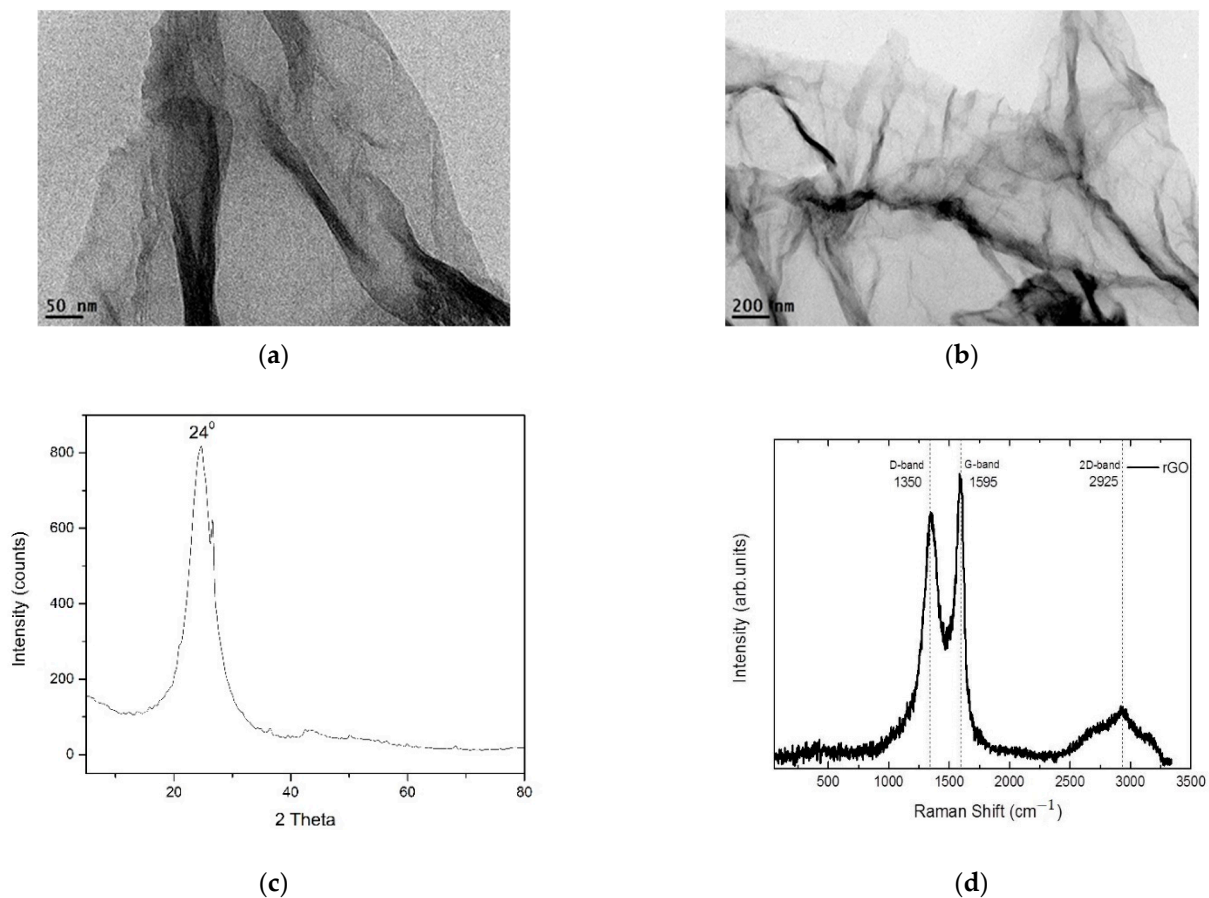 50 nm
200 nm
(a)
(b)
24⁰
800
600
400
200
0
Intensity (counts)
20
40
60
80
2 Theta
(c)
D-band
1350
G-band
1595
2D-band
2925
rGO
Intensity (arb.units)
500
1000
1500
2000
2500
3000
3500
Raman Shift (cm⁻¹)
(d)